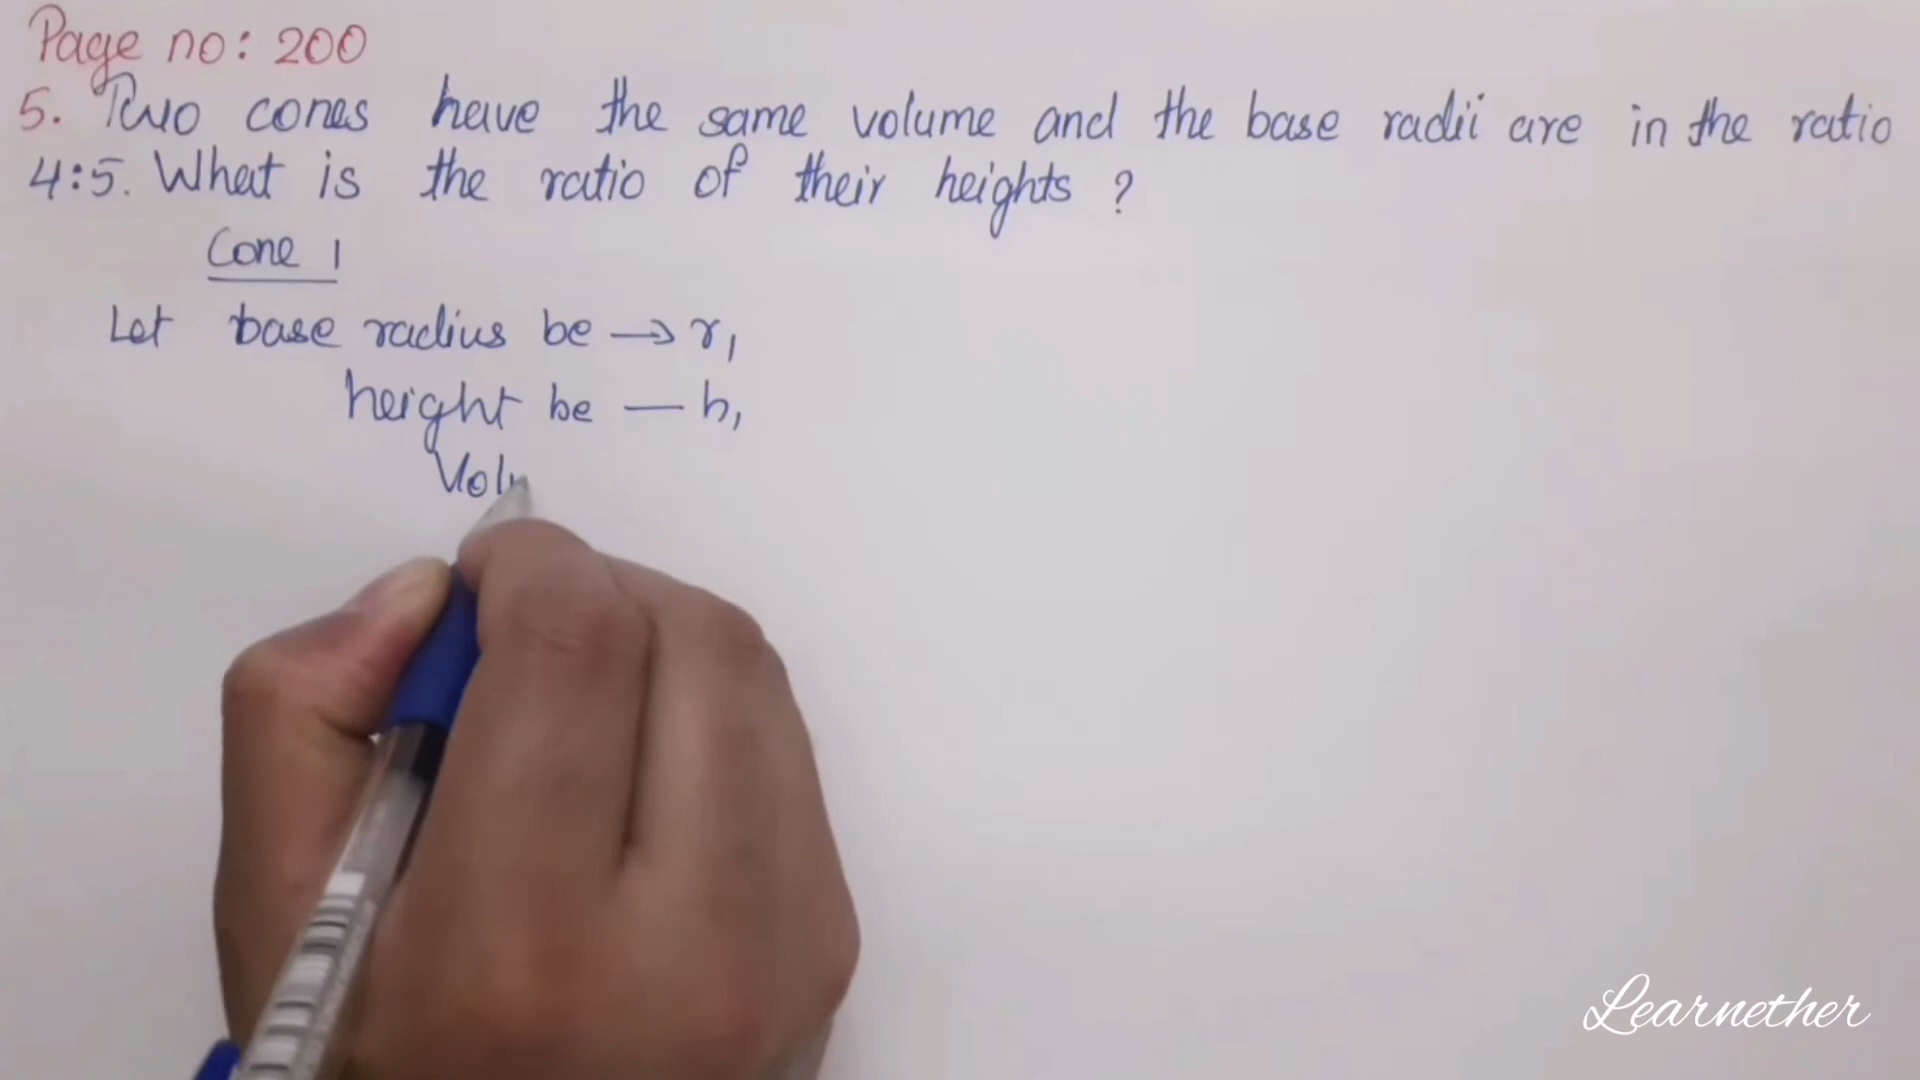 Page no: 200
5. Two cones have the same volume and the base radii are in the ratio
4:5. What is the ratio of their heights ?
Cone 1
Let base radius be → r₁
height be — h₁
Volu
Learnether